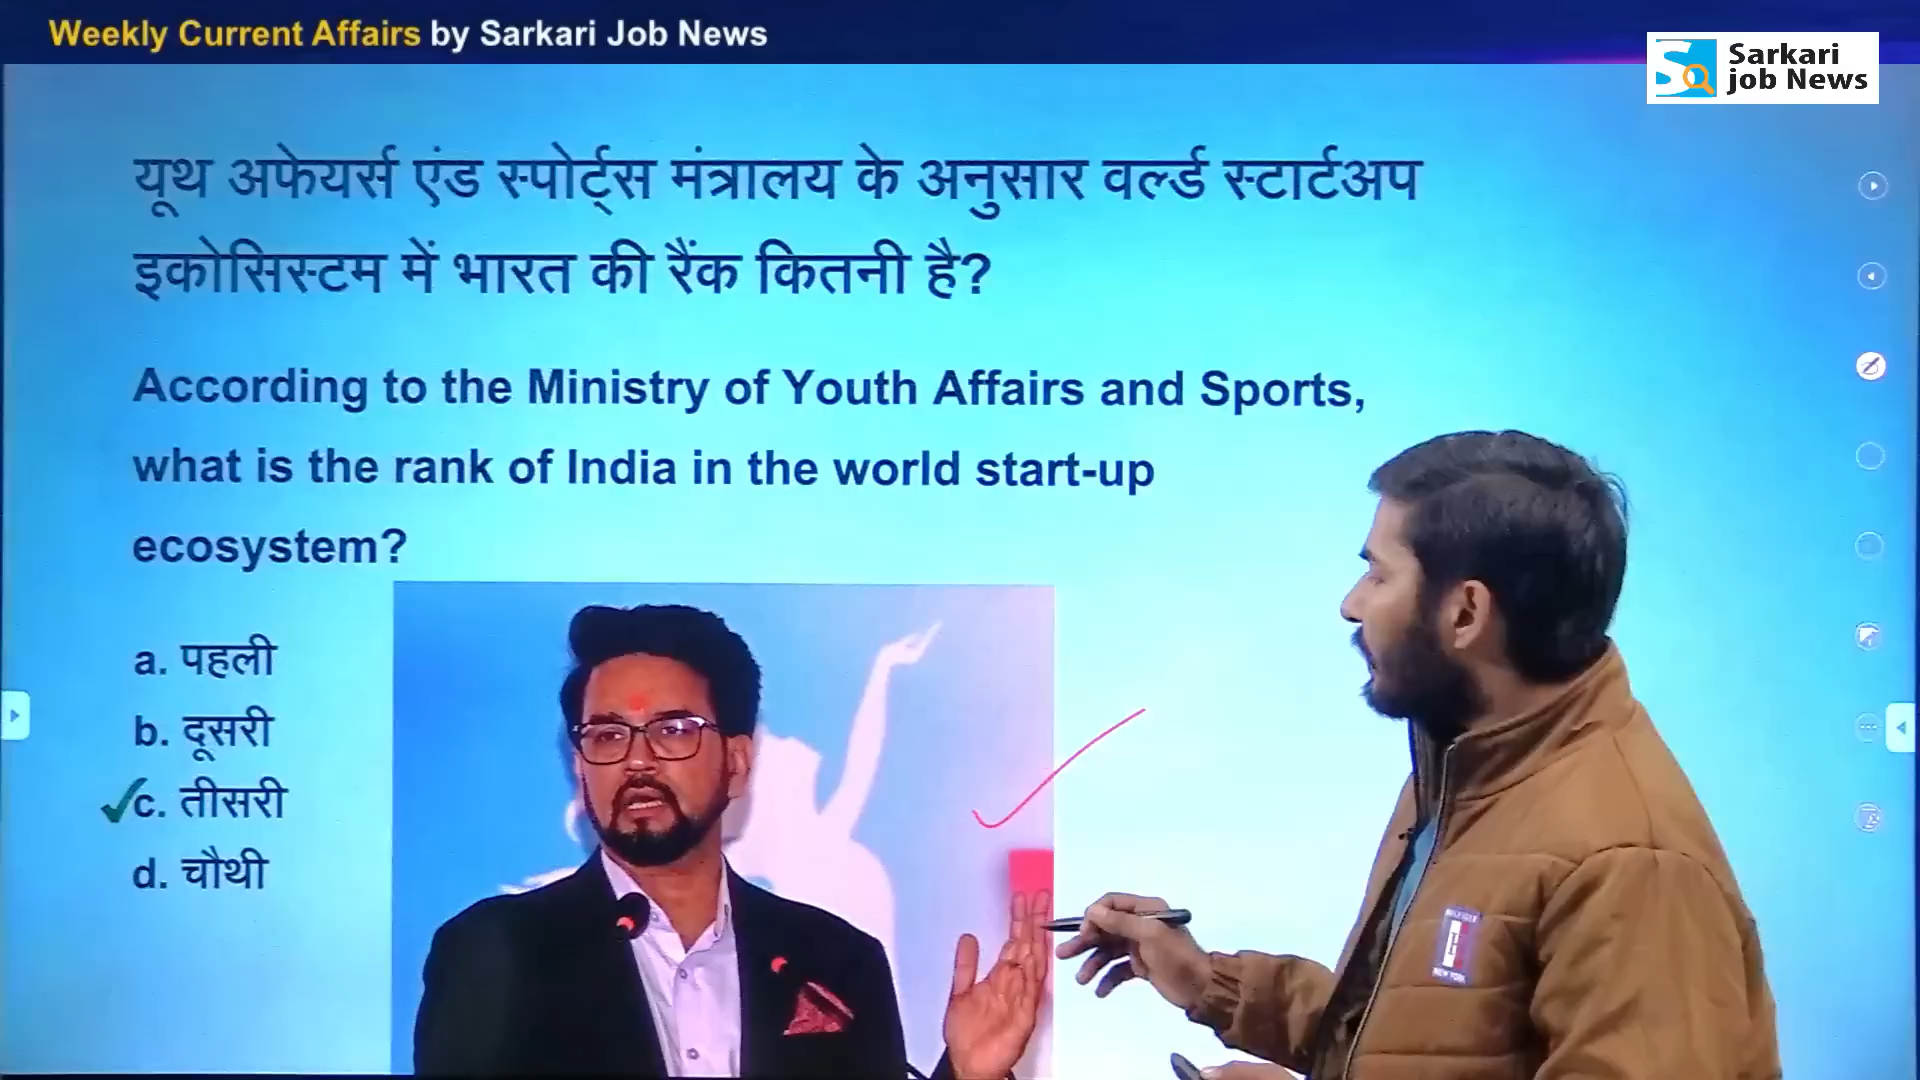 Weekly Current Affairs by Sarkari Job News
Sarkari
job News
यूथ अफेयर्स एंड स्पोर्ट्स मंत्रालय के अनुसार वर्ल्ड स्टार्टअप
इकोसिस्टम में भारत की रैंक कितनी है?
According to the Ministry of Youth Affairs and Sports,
what is the rank of India in the world start-up
ecosystem?
a. पहली
b. दूसरी
c. तीसरी
d. चौथी
NEW YORK